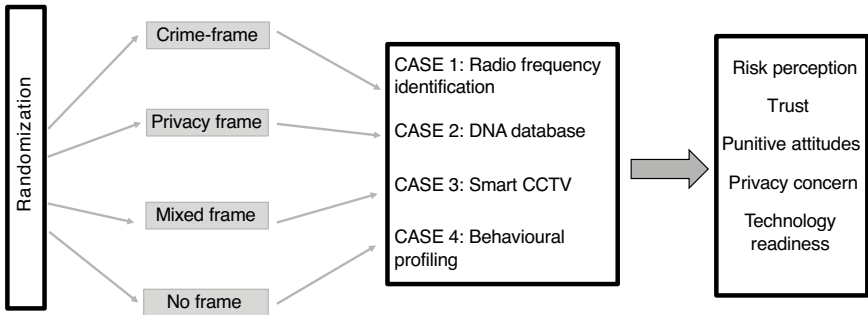 Randomization
Crime-frame
Privacy frame
Mixed frame
No frame
CASE 1: Radio frequency
identification
CASE 2: DNA database
CASE 3: Smart CCTV
CASE 4: Behavioural
profiling
Risk perception
Trust
Punitive attitudes
Privacy concern
Technology
readiness